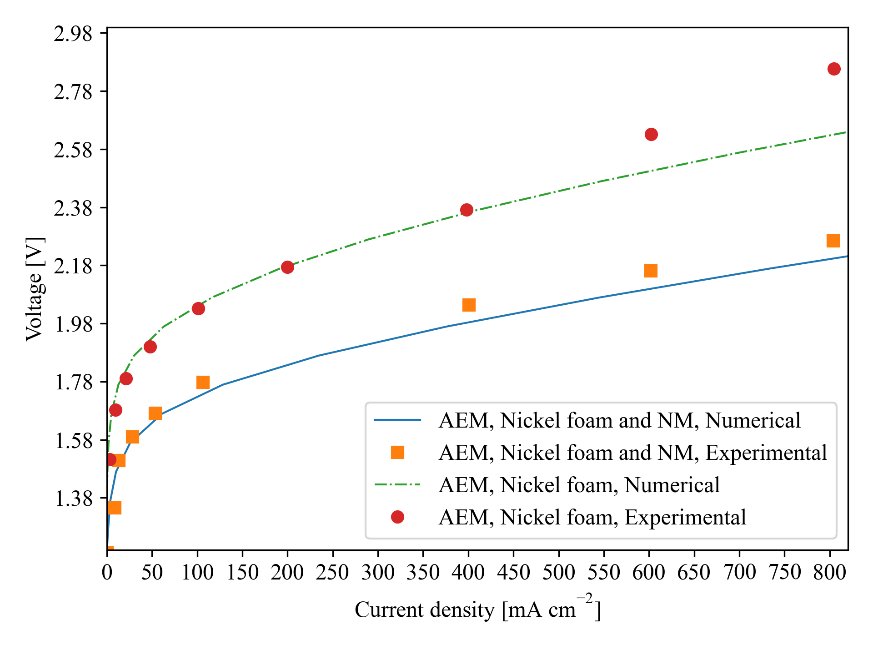 2.98
2.78
2.58
2.38
2.18
1.98
1.78
1.58
1.38
Voltage [V]
AEM, Nickel foam and NM, Numerical
AEM, Nickel foam and NM, Experimental
AEM, Nickel foam, Numerical
AEM, Nickel foam, Experimental
0 50 100 150 200 250 300 350 400 450 500 550 600 650 700 750 800
Current density [mA cm⁻²]